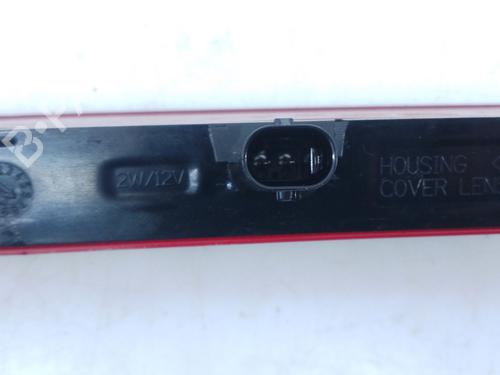 2W/12V
HOUSING
COVER LEN